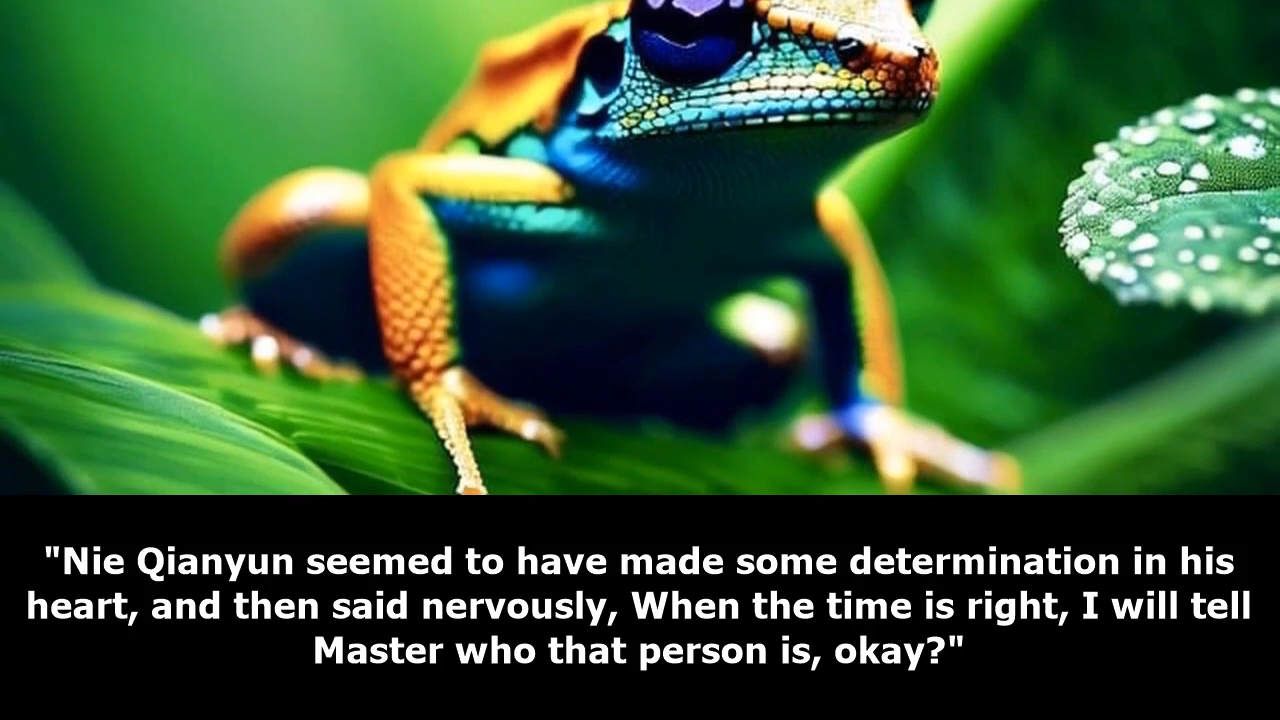 "Nie Qianyun seemed to have made some determination in his
heart, and then said nervously, When the time is right, I will tell
Master who that person is, okay?"